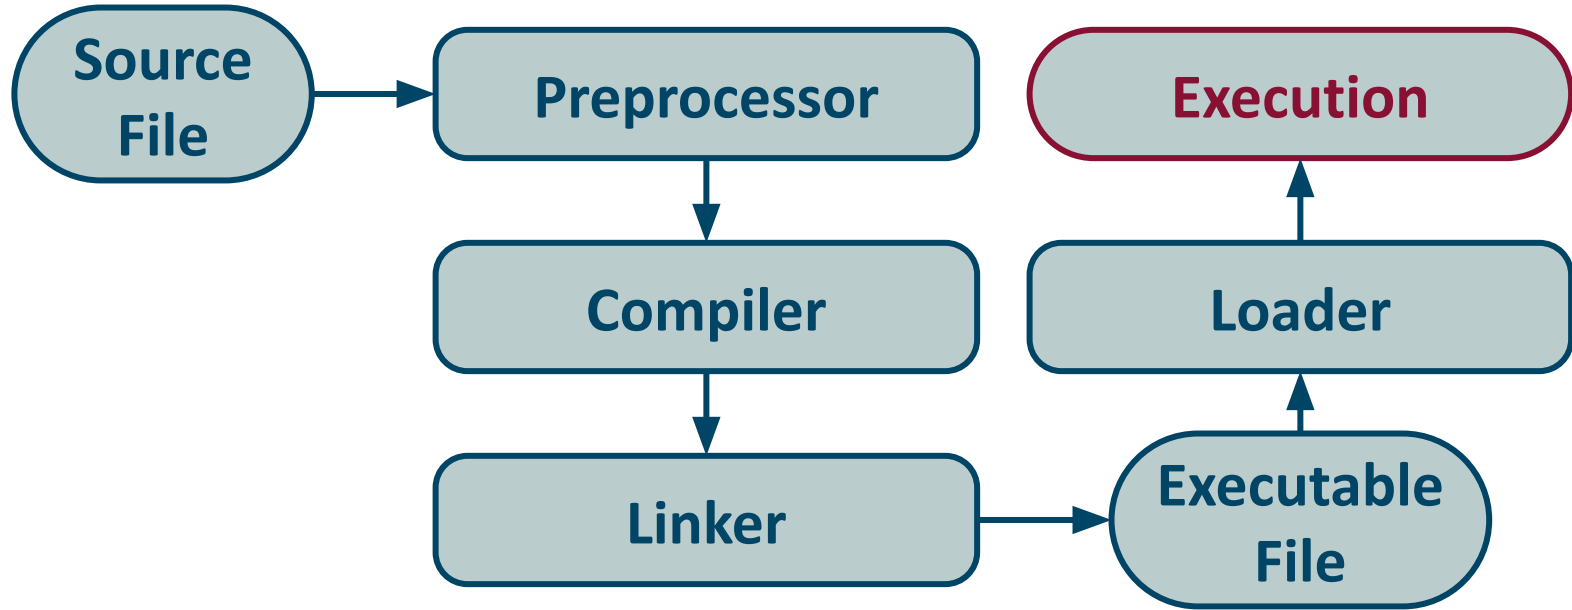 Source
File
Preprocessor
Compiler
Linker
Executable
File
Loader
Execution